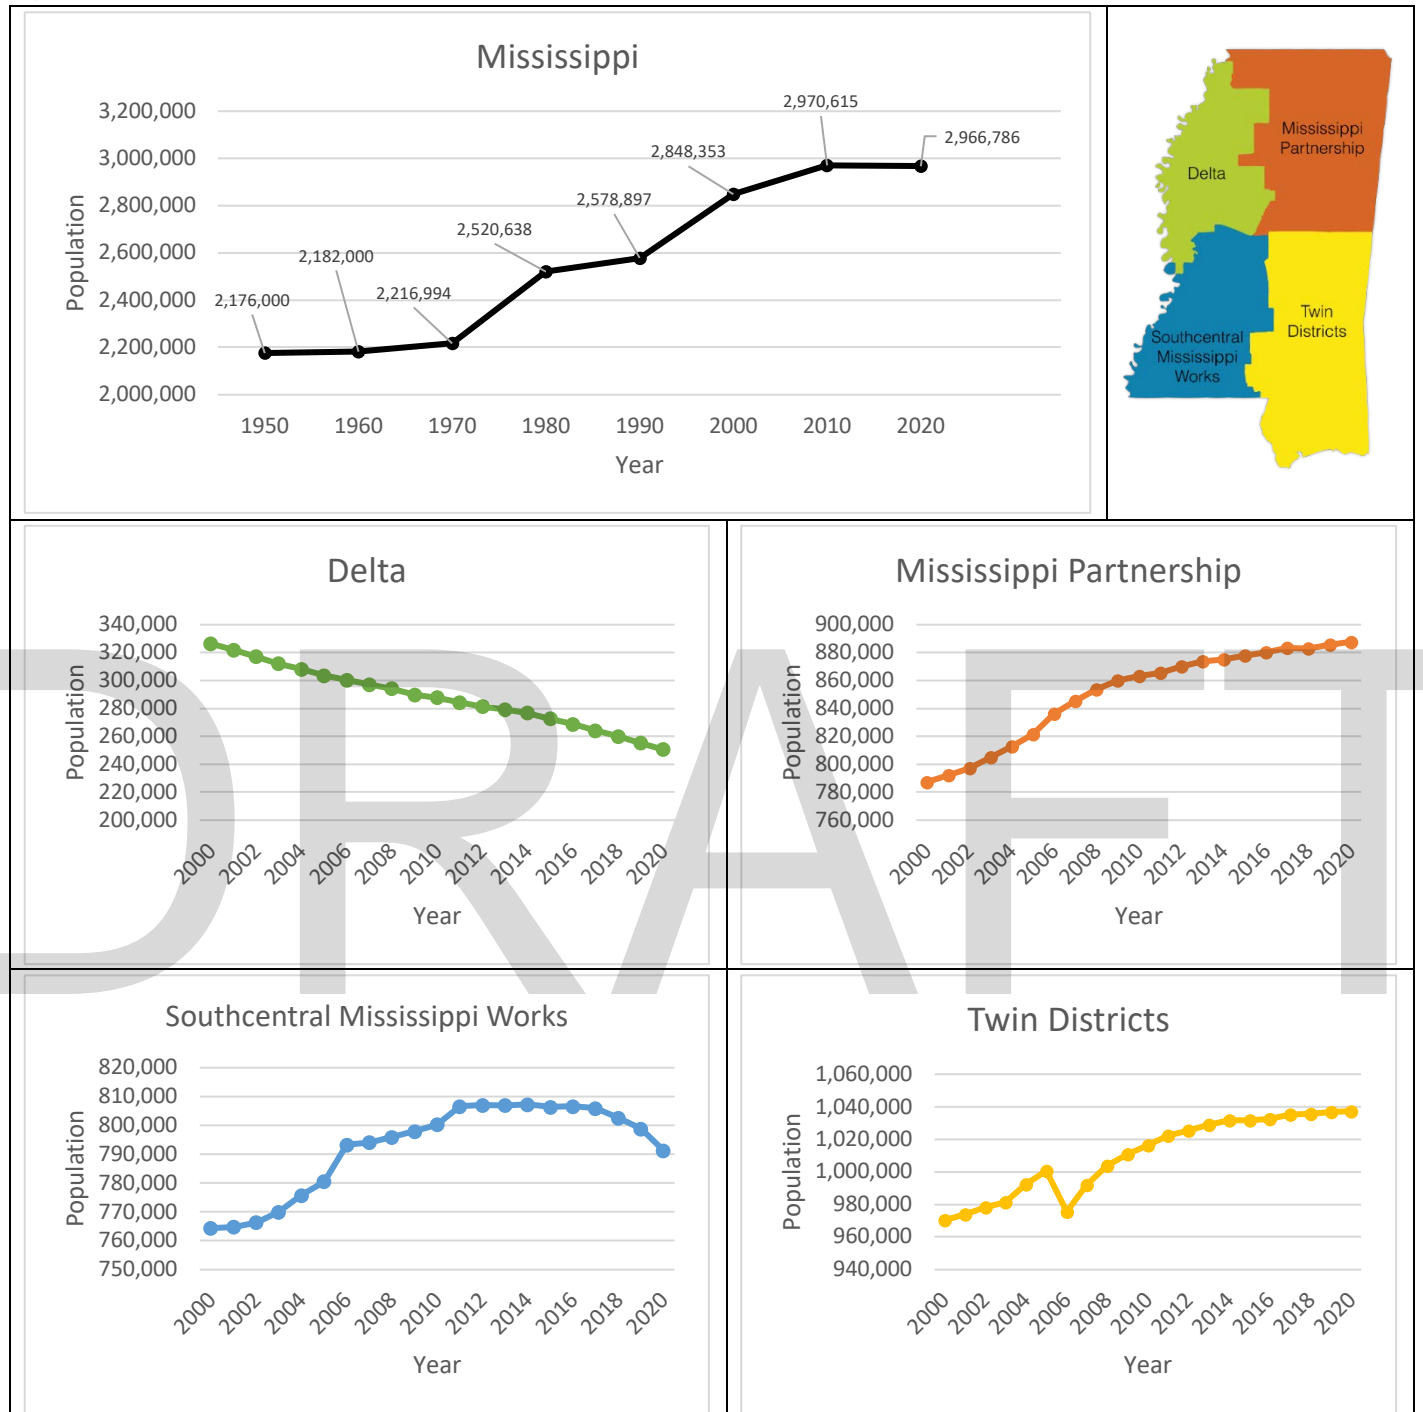 Mississippi
3,200,000
3,000,000
2,800,000
2,600,000
2,400,000
2,200,000
2,000,000
Population
2,176,000
2,182,000
2,216,994
2,520,638
2,578,897
2,848,353
2,970,615
2,966,786
1950 1960 1970 1980 1990 2000 2010 2020
Year
Mississippi
Partnership
Delta
Twin
Districts
Southcentral
Mississippi
Works
Delta
340,000
320,000
300,000
280,000
260,000
240,000
220,000
200,000
Population
2000 2002 2004 2006 2008 2010 2012 2014 2016 2018 2020
Year
Mississippi Partnership
900,000
880,000
860,000
840,000
820,000
800,000
780,000
760,000
Population
2000 2002 2004 2006 2008 2010 2012 2014 2016 2018 2020
Year
DRAFT
Southcentral Mississippi Works
820,000
810,000
800,000
790,000
780,000
770,000
760,000
750,000
Population
2000 2002 2004 2006 2008 2010 2012 2014 2016 2018 2020
Year
Twin Districts
1,060,000
1,040,000
1,020,000
1,000,000
980,000
960,000
940,000
Population
2000 2002 2004 2006 2008 2010 2012 2014 2016 2018 2020
Year